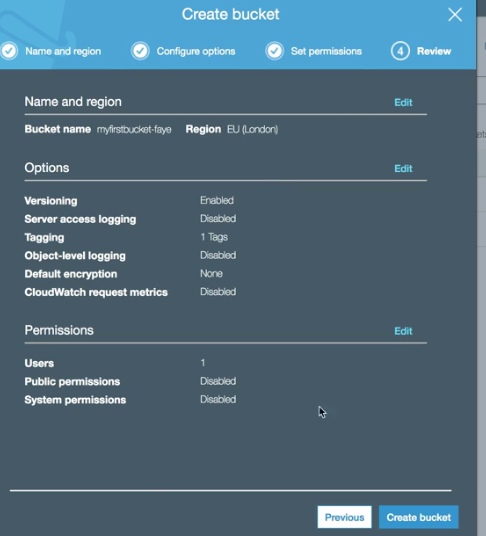 Create bucket
Name and region Configure options Set permissions 4 Review
Name and region Edit
Bucket name myfirstbucket-faye Region EU (London)
Options Edit
Versioning Enabled
Server access logging Disabled
Tagging 1 Tags
Object-level logging Disabled
Default encryption None
CloudWatch request metrics Disabled
Permissions Edit
Users 1
Public permissions Disabled
System permissions Disabled
Previous Create bucket